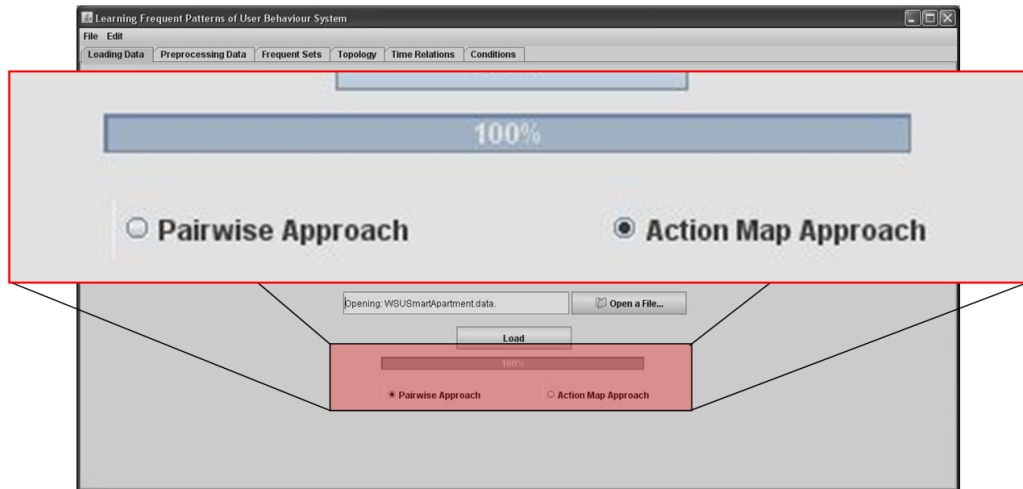 Learning Frequent Patterns of User Behaviour System
File Edit
Loading Data Preprocessing Data Frequent Sets Topology Time Relations Conditions
100%
Pairwise Approach Action Map Approach
Opening: WSUSmartApartment.data. Open a File...
Load
100%
Pairwise Approach Action Map Approach